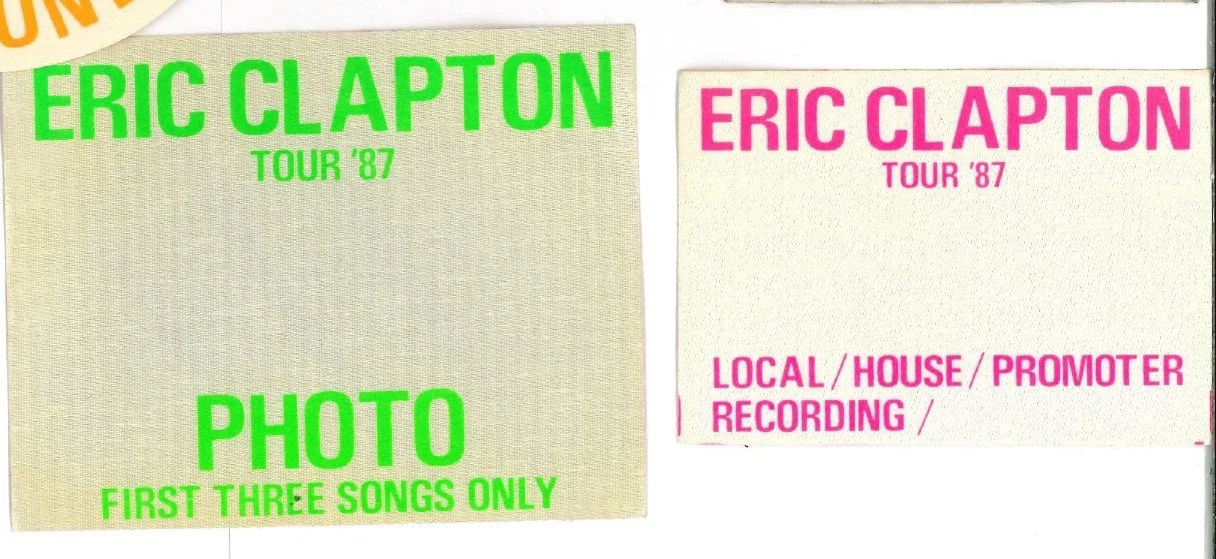 ERIC CLAPTON
TOUR '87
PHOTO
FIRST THREE SONGS ONLY
ERIC CLAPTON
TOUR '87
LOCAL / HOUSE / PROMOTER
RECORDING /